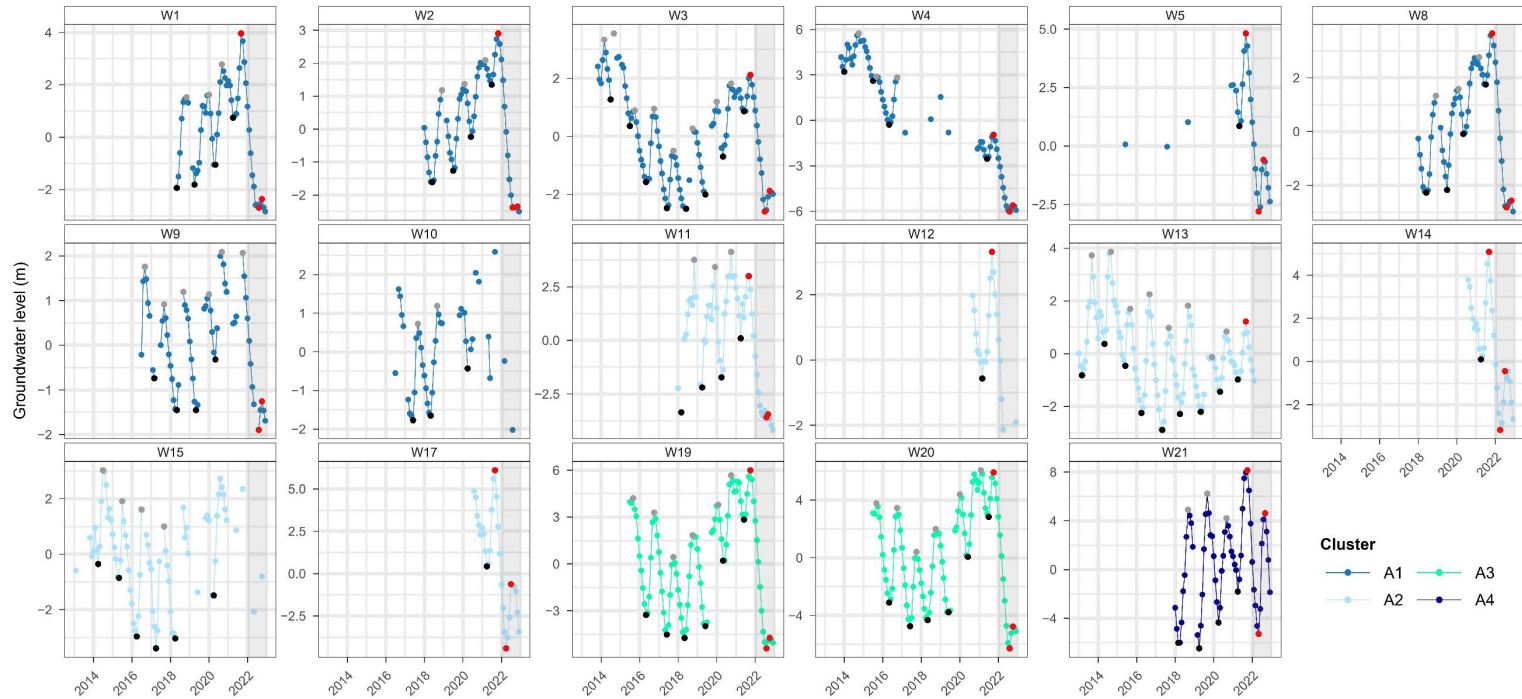 W1 W2 W3 W4 W5 W8
4 2 0 −2
3 2 1 0 −1 −2
2 0 −2
6 3 0 −3 −6
5.0 2.5 0.0 −2.5
4 2 0 −2
W9 W10 W11 W12 W13 W14
2 1 0 −1 −2
2 1 0 −1 −2
2.5 0.0 −2.5
2 0 −2
4 2 0 −2
4 2 0 −2
2014 2016 2018 2020 2022
2014 2016 2018 2020 2022
Groundwater level (m)
W15 W17 W19 W20 W21
2 0 −2
5.0 2.5 0.0 −2.5
6 3 0 −3
4 0 −4
8 4 0 −4
2014 2016 2018 2020 2022
2014 2016 2018 2020 2022
2014 2016 2018 2020 2022
2014 2016 2018 2020 2022
2014 2016 2018 2020 2022
Cluster
A1 A3
A2 A4